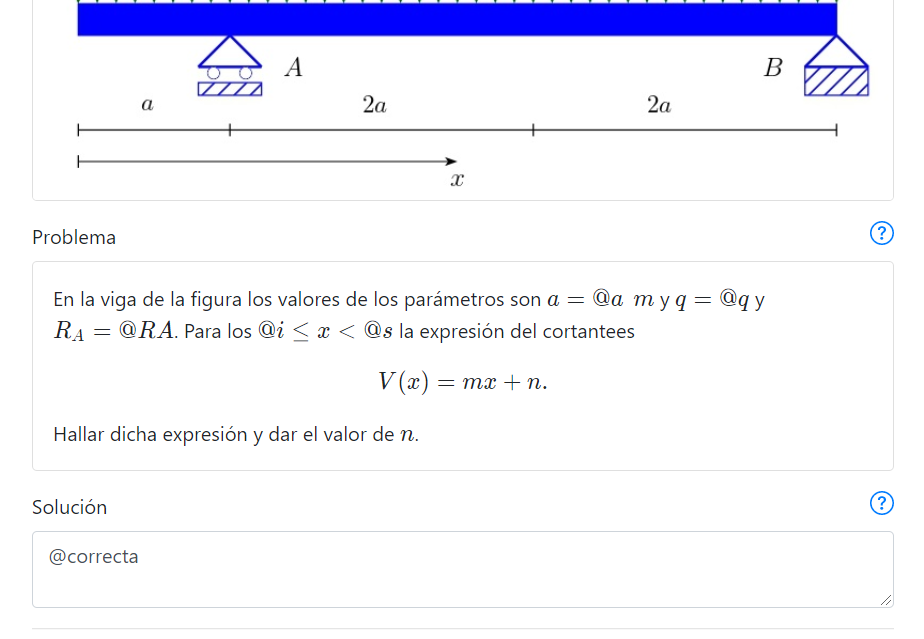 A
B
a
2a
2a
x
Problema
?
En la viga de la figura los valores de los parámetros son a = @a m y q = @q y
R_A = @RA. Para los @i ≤ x < @s la expresión del cortantees
V(x) = mx + n.
Hallar dicha expresión y dar el valor de n.
Solución
?
@correcta